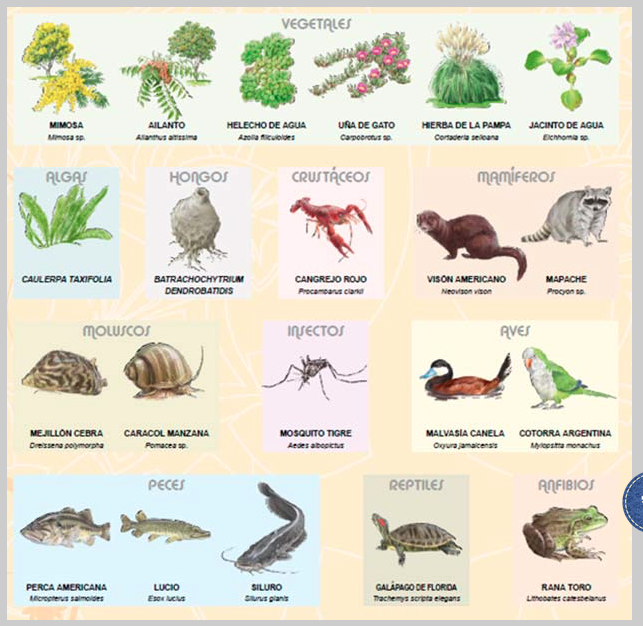 VEGETALES
MIMOSA
Mimosa sp.
AILANTO
Ailanthus altissima
HELECHO DE AGUA
Azolla filiculoides
UÑA DE GATO
Carpobrotus sp.
HIERBA DE LA PAMPA
Cortaderia selloana
JACINTO DE AGUA
Eichhornia sp.
ALGAS
CAULERPA TAXIFOLIA
HONGOS
BATRACHOCHYTRIUM
DENDROBATIDIS
CRUSTÁCEOS
CANGREJO ROJO
Procambarus clarkii
MAMÍFEROS
VISÓN AMERICANO
Neovison vison
MAPACHE
Procyon sp.
MOLUSCOS
MEJILLÓN CEBRA
Dreissena polymorpha
CARACOL MANZANA
Pomacea sp.
INSECTOS
MOSQUITO TIGRE
Aedes albopictus
AVES
MALVASÍA CANELA
Oxyura jamaicensis
COTORRA ARGENTINA
Myiopsitta monachus
PECES
PERCA AMERICANA
Micropterus salmoides
LUCIO
Esox lucius
SILURO
Silurus glanis
REPTILES
GALÁPAGO DE FLORIDA
Trachemys scripta elegans
ANFIBIOS
RANA TORO
Lithobates catesbeianus